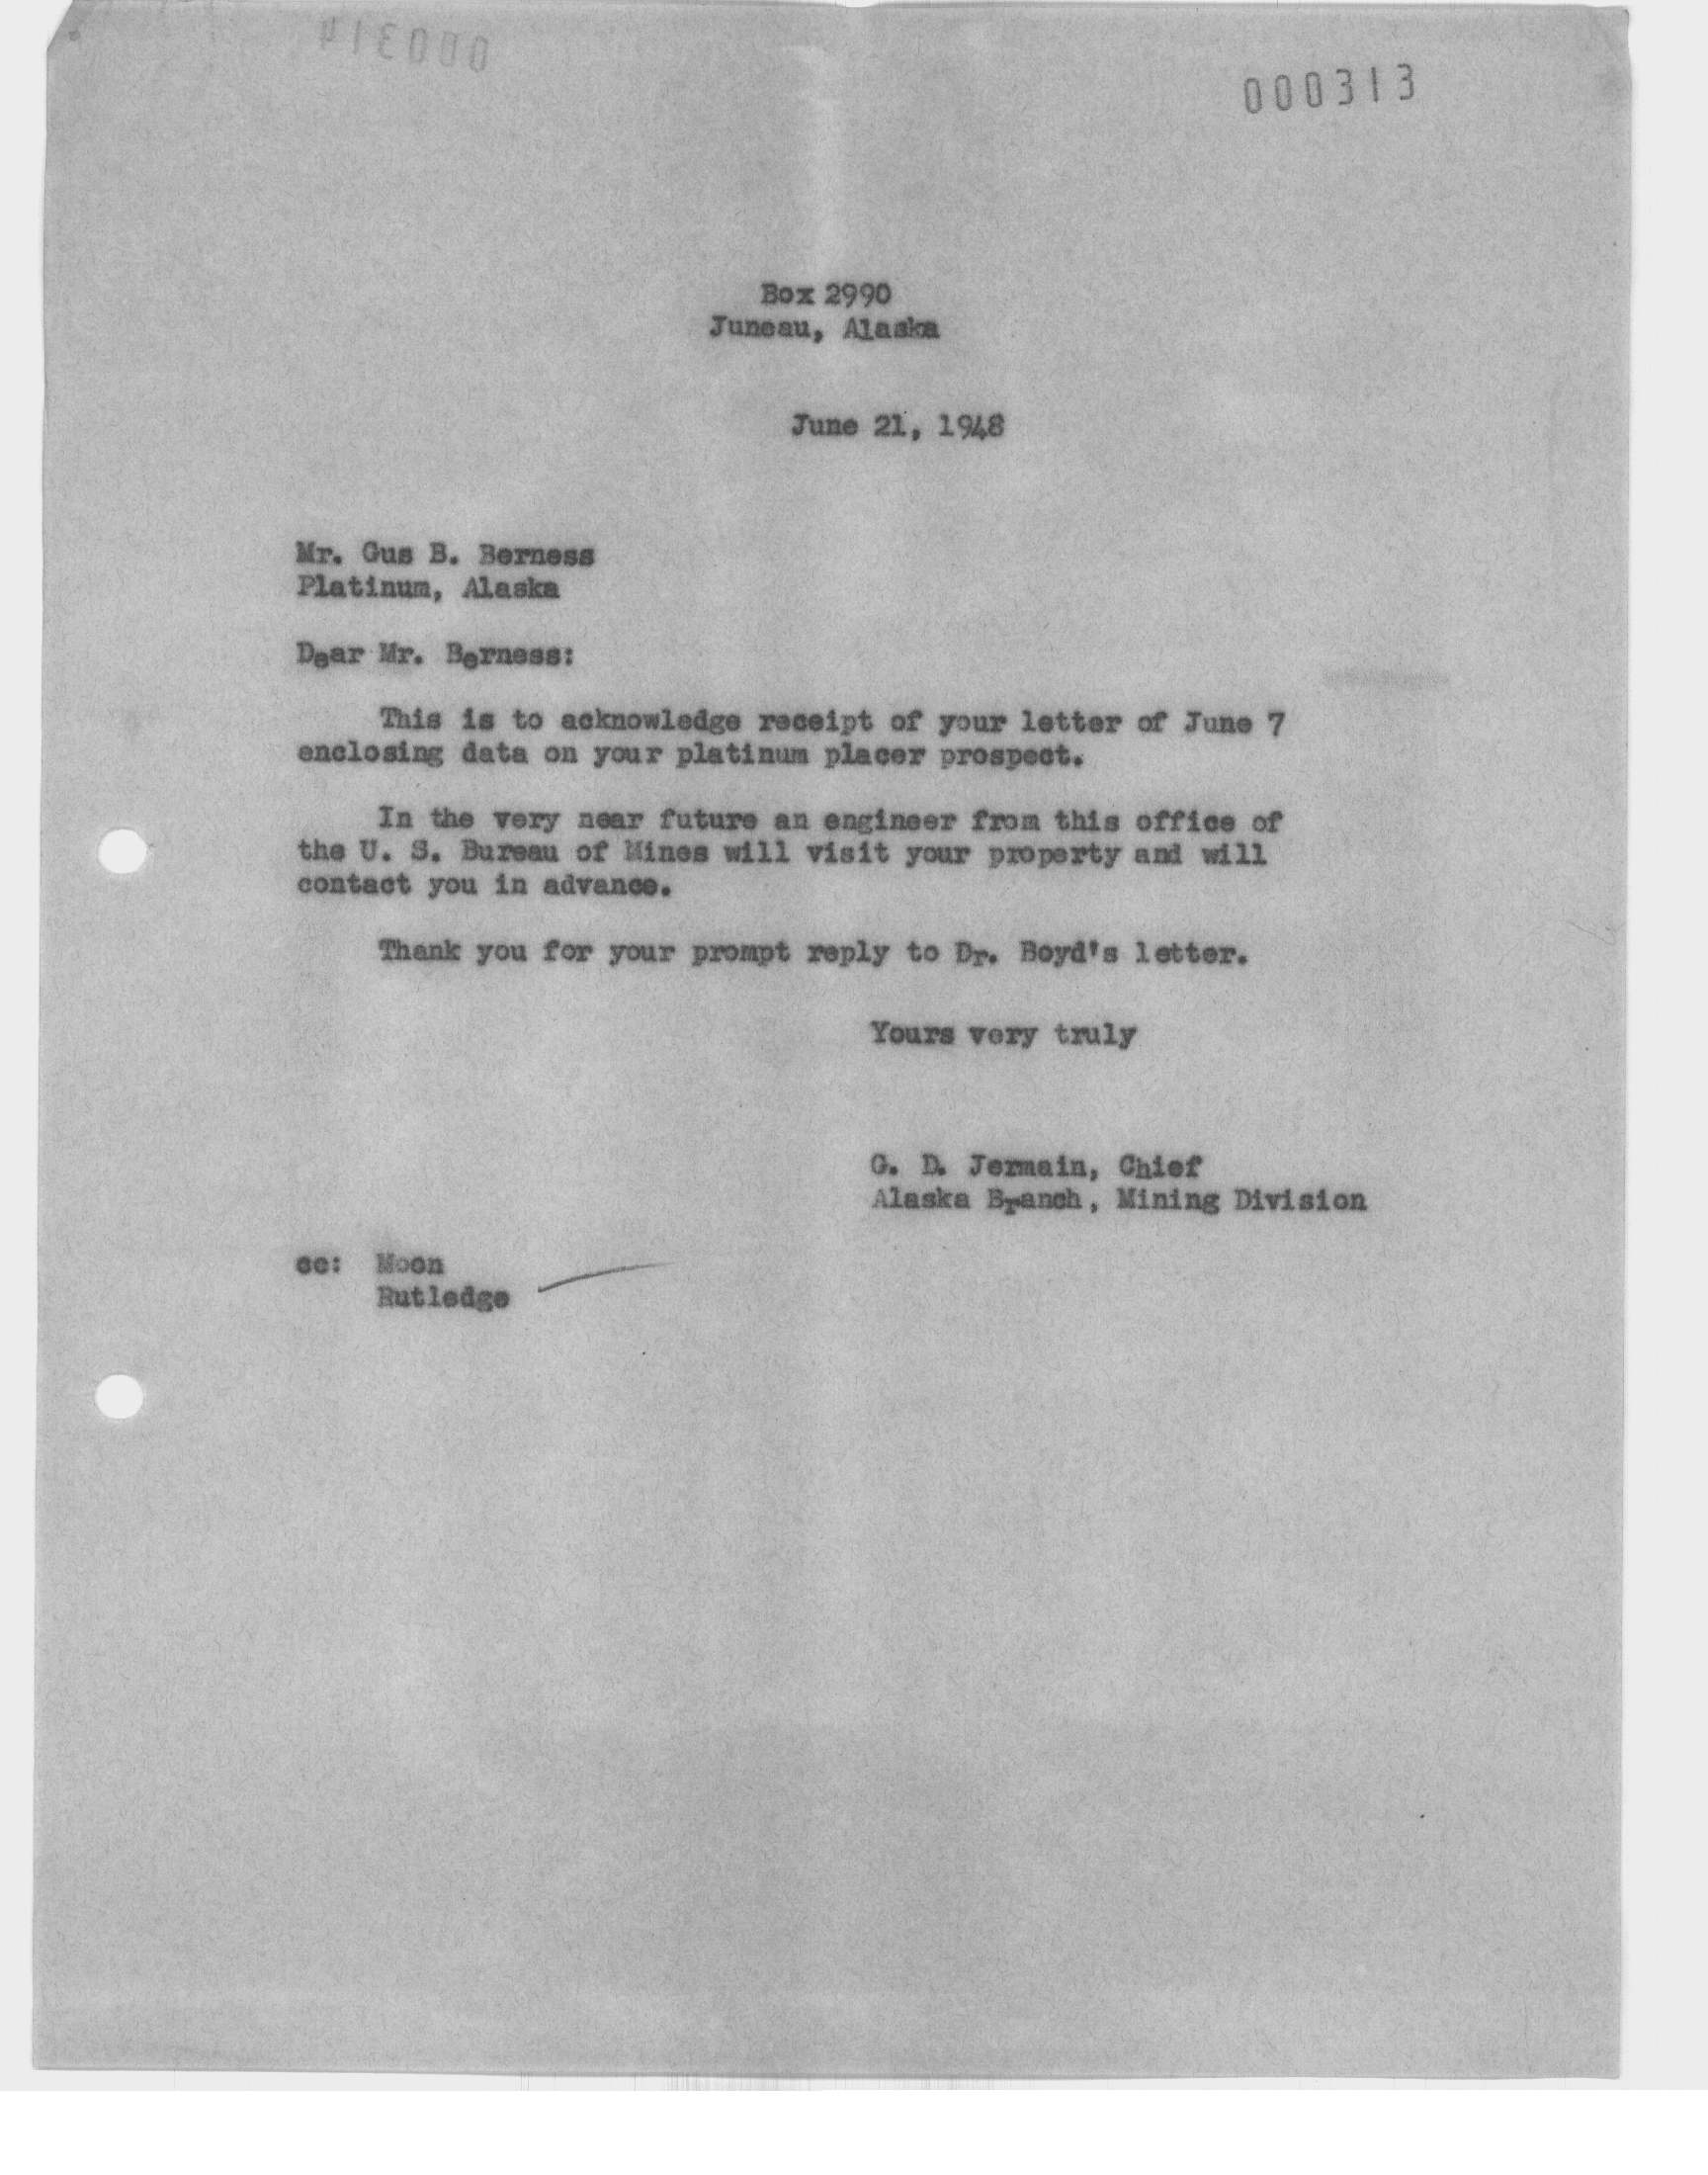 000314
000313
Box 2990
Juneau, Alaska
June 21, 1948
Mr. Gus B. Berness
Platinum, Alaska
Dear Mr. Berness:
This is to acknowledge receipt of your letter of June 7
enclosing data on your platinum placer prospect.
In the very near future an engineer from this office of
the U. S. Bureau of Mines will visit your property and will
contact you in advance.
Thank you for your prompt reply to Dr. Boyd's letter.
Yours very truly
G. D. Jermain, Chief
Alaska Branch, Mining Division
cc: Moon
Rutledge